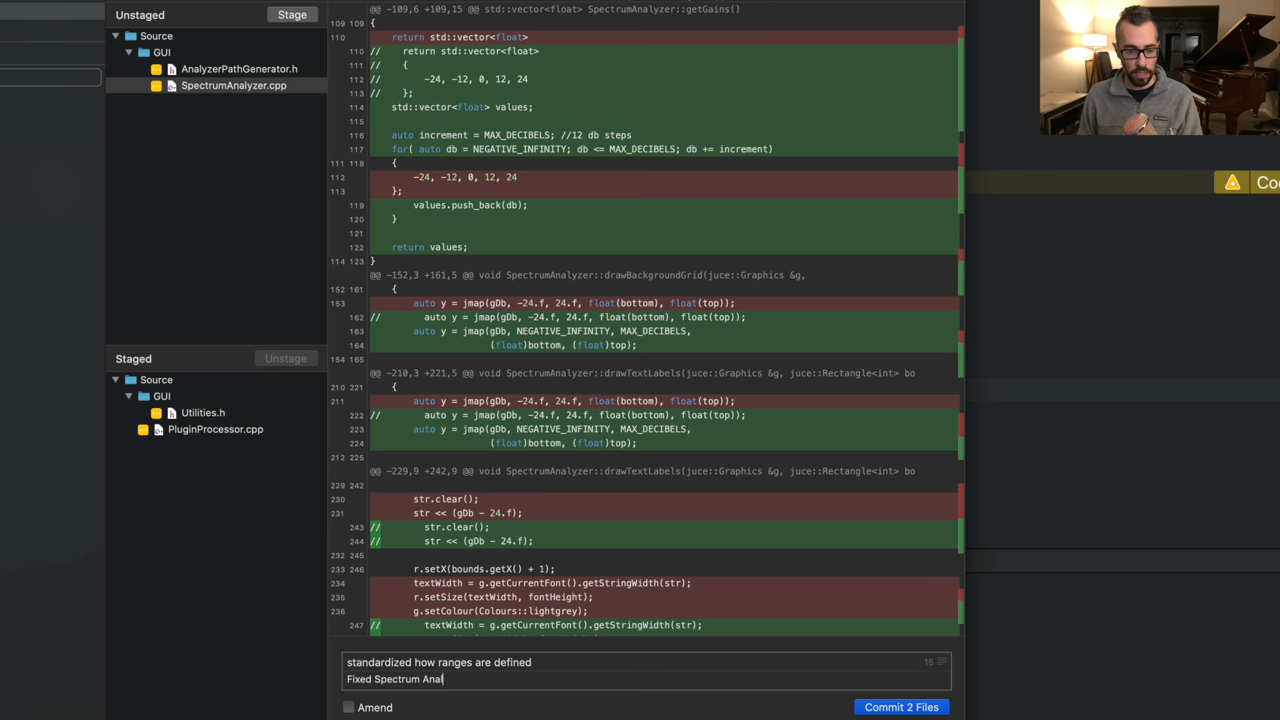 Unstaged
Stage
Source
GUI
AnalyzerPathGenerator.h
SpectrumAnalyzer.cpp
Staged
Unstage
Source
GUI
Utilities.h
PluginProcessor.cpp
@@ -109,6 +109,15 @@ std::vector<float> SpectrumAnalyzer::getGains()
109 109 {
110 return std::vector<float>
110 // return std::vector<float>
111 // {
112 // -24, -12, 0, 12, 24
113 // };
114 std::vector<float> values;
115
116 auto increment = MAX_DECIBELS; //12 db steps
117 for( auto db = NEGATIVE_INFINITY; db <= MAX_DECIBELS; db += increment)
111 118 {
112 -24, -12, 0, 12, 24
113 };
119 values.push_back(db);
120 }
121
122 return values;
114 123 }
@@ -152,3 +161,5 @@ void SpectrumAnalyzer::drawBackgroundGrid(juce::Graphics &g,
152 161 {
153 auto y = jmap(gDb, -24.f, 24.f, float(bottom), float(top));
162 // auto y = jmap(gDb, -24.f, 24.f, float(bottom), float(top));
163 auto y = jmap(gDb, NEGATIVE_INFINITY, MAX_DECIBELS,
164 (float)bottom, (float)top);
154 165
@@ -210,3 +221,5 @@ void SpectrumAnalyzer::drawTextLabels(juce::Graphics &g, juce::Rectangle<int> bo
210 221 {
211 auto y = jmap(gDb, -24.f, 24.f, float(bottom), float(top));
222 // auto y = jmap(gDb, -24.f, 24.f, float(bottom), float(top));
223 auto y = jmap(gDb, NEGATIVE_INFINITY, MAX_DECIBELS,
224 (float)bottom, (float)top);
212 225
@@ -229,9 +242,9 @@ void SpectrumAnalyzer::drawTextLabels(juce::Graphics &g, juce::Rectangle<int> bo
229 242
230 str.clear();
231 str << (gDb - 24.f);
243 // str.clear();
244 // str << (gDb - 24.f);
232 245
233 246 r.setX(bounds.getX() + 1);
234 textWidth = g.getCurrentFont().getStringWidth(str);
235 r.setSize(textWidth, fontHeight);
236 g.setColour(Colours::lightgrey);
247 // textWidth = g.getCurrentFont().getStringWidth(str);
standardized how ranges are defined 15
Fixed Spectrum Anal
Amend
Commit 2 Files